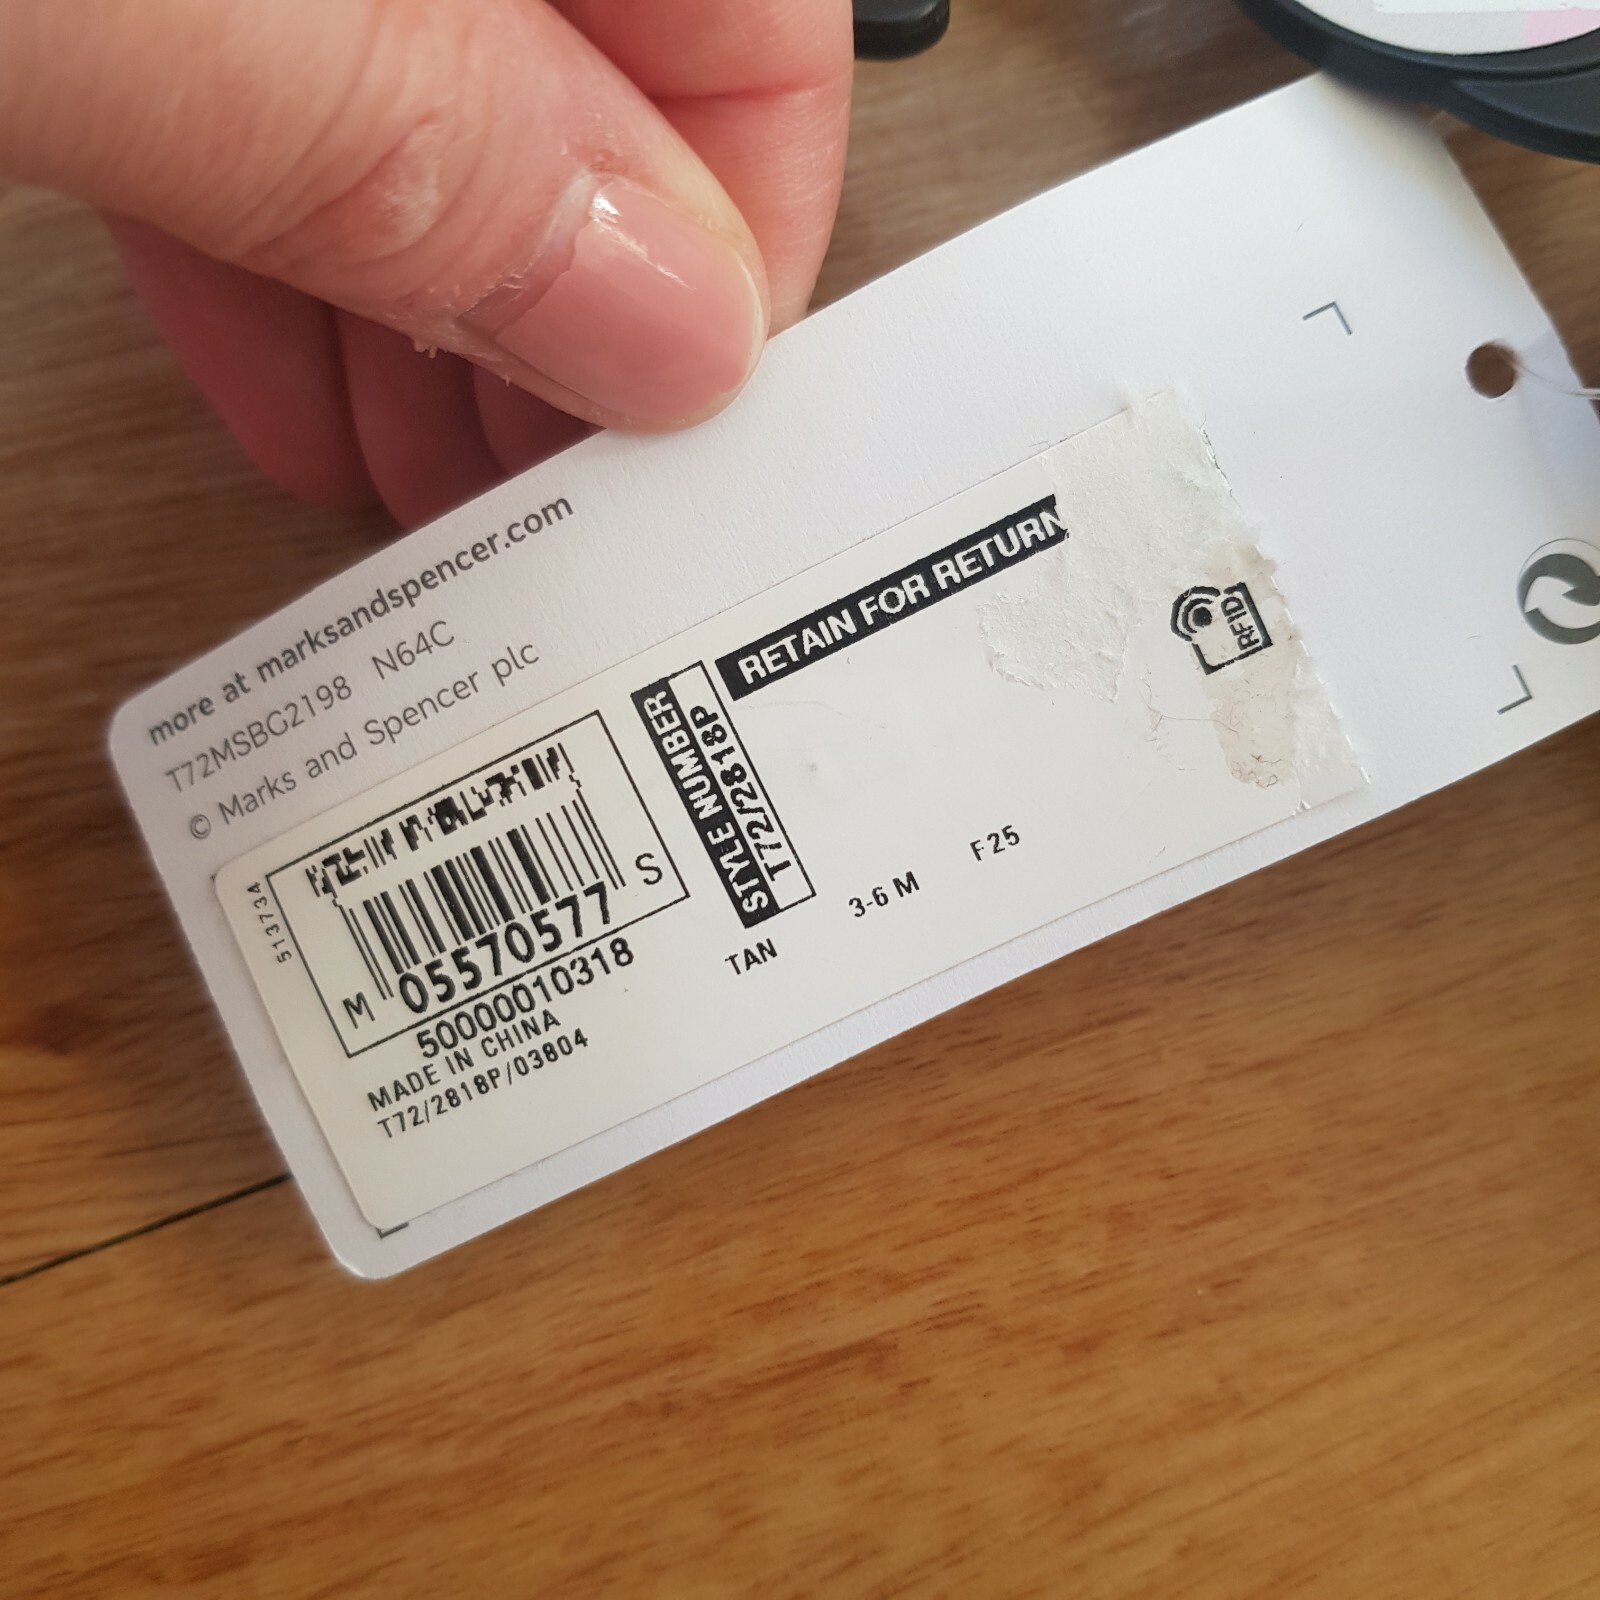 more at marksandspencer.com
T72MSBG2198 N64C
© Marks and Spencer plc
513734
M 05570577 S
50000010318
MADE IN CHINA
T72/2818P/03804
STYLE NUMBER
T72/2818P
RETAIN FOR RETURN
TAN 3-6 M F25
RFID